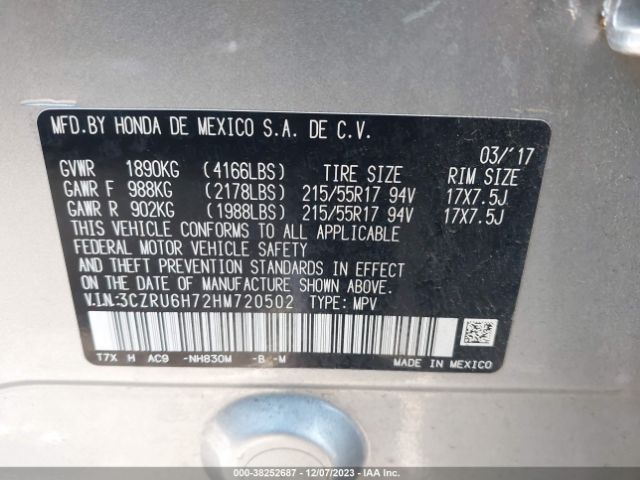 MFD.BY HONDA DE MEXICO S.A. DE C.V.
03/'17
GVWR 1890KG (4166LBS) TIRE SIZE RIM SIZE
GAWR F 988KG (2178LBS) 215/55R17 94V 17X7.5J
GAWR R 902KG (1988LBS) 215/55R17 94V 17X7.5J
THIS VEHICLE CONFORMS TO ALL APPLICABLE
FEDERAL MOTOR VEHICLE SAFETY
AND THEFT PREVENTION STANDARDS IN EFFECT
ON THE DATE OF MANUFACTURE SHOWN ABOVE.
V.I.N:3CZRU6H72HM720502 TYPE: MPV
T7X H AC9 -NH830M -B -M
MADE IN MEXICO
000-38252687 - 12/07/2023 - IAAI.COM